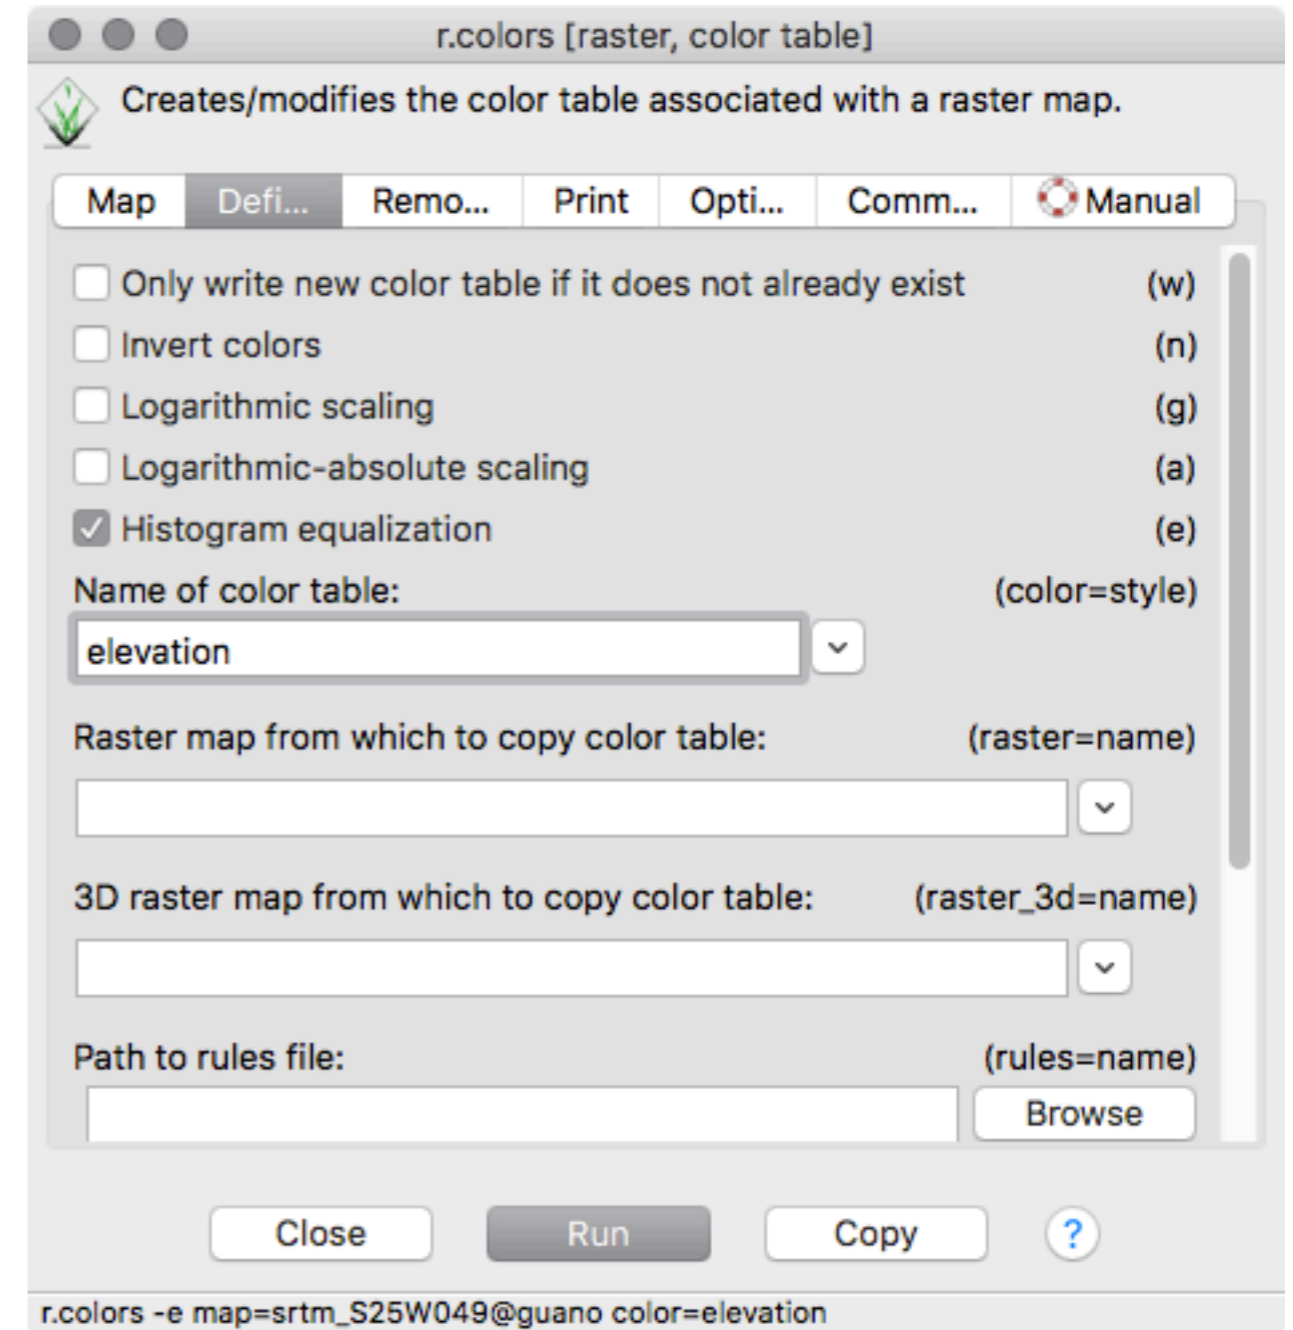 r.colors [raster, color table]
Creates/modifies the color table associated with a raster map.
Map Defi... Remo... Print Opti... Comm... Manual
Only write new color table if it does not already exist (w)
Invert colors (n)
Logarithmic scaling (g)
Logarithmic-absolute scaling (a)
Histogram equalization (e)
Name of color table: (color=style)
elevation
Raster map from which to copy color table: (raster=name)
3D raster map from which to copy color table: (raster_3d=name)
Path to rules file: (rules=name)
Browse
Close Run Copy ?
r.colors -e map=srtm_S25W049@guano color=elevation